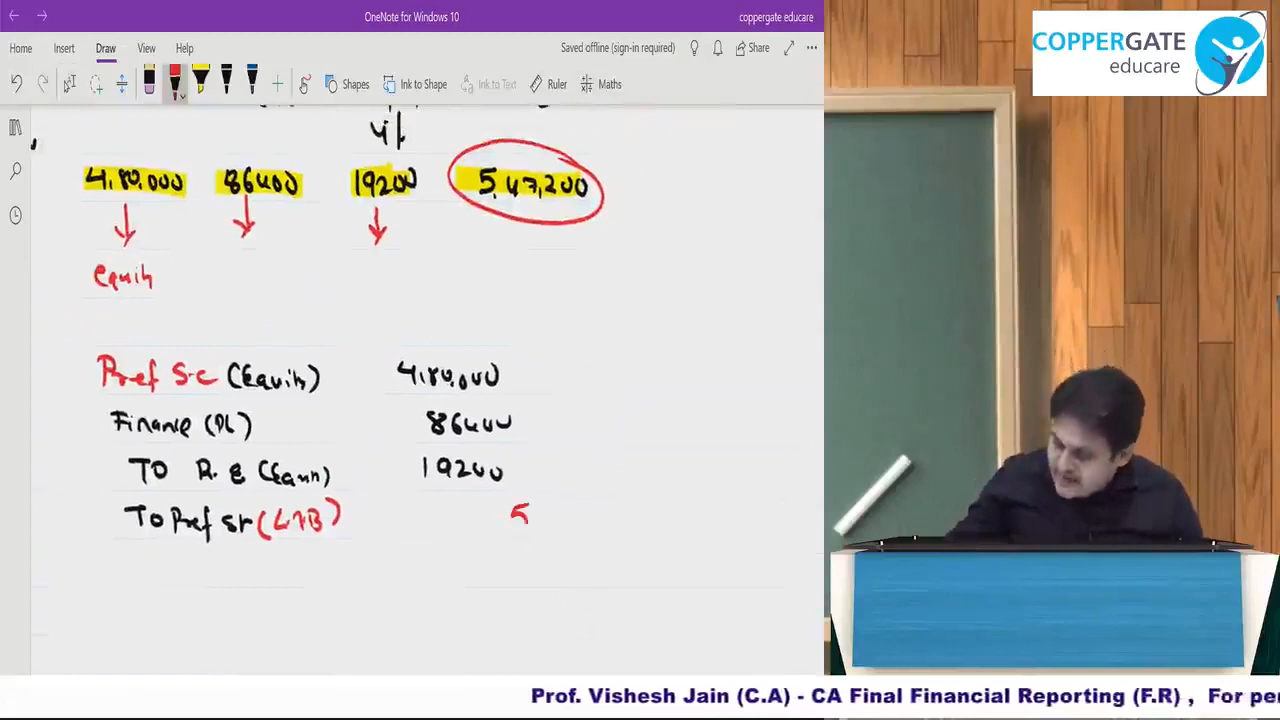 OneNote for Windows 10
coppergate educare
Home Insert Draw View Help
Saved offline (sign-in required) Share
Shapes Ink to Shape Ink to Text Ruler Maths
COPPERGATE
educare
4,80,000 86400 19200 5,47,200
Equity
Pref S.C (Equity) 4,80,000
Finance (PL) 86400
TO R.E (Equity) 19200
TO Pref Sr (LTB) 5
Prof. Vishesh Jain (C.A) - CA Final Financial Reporting (F.R) , For per